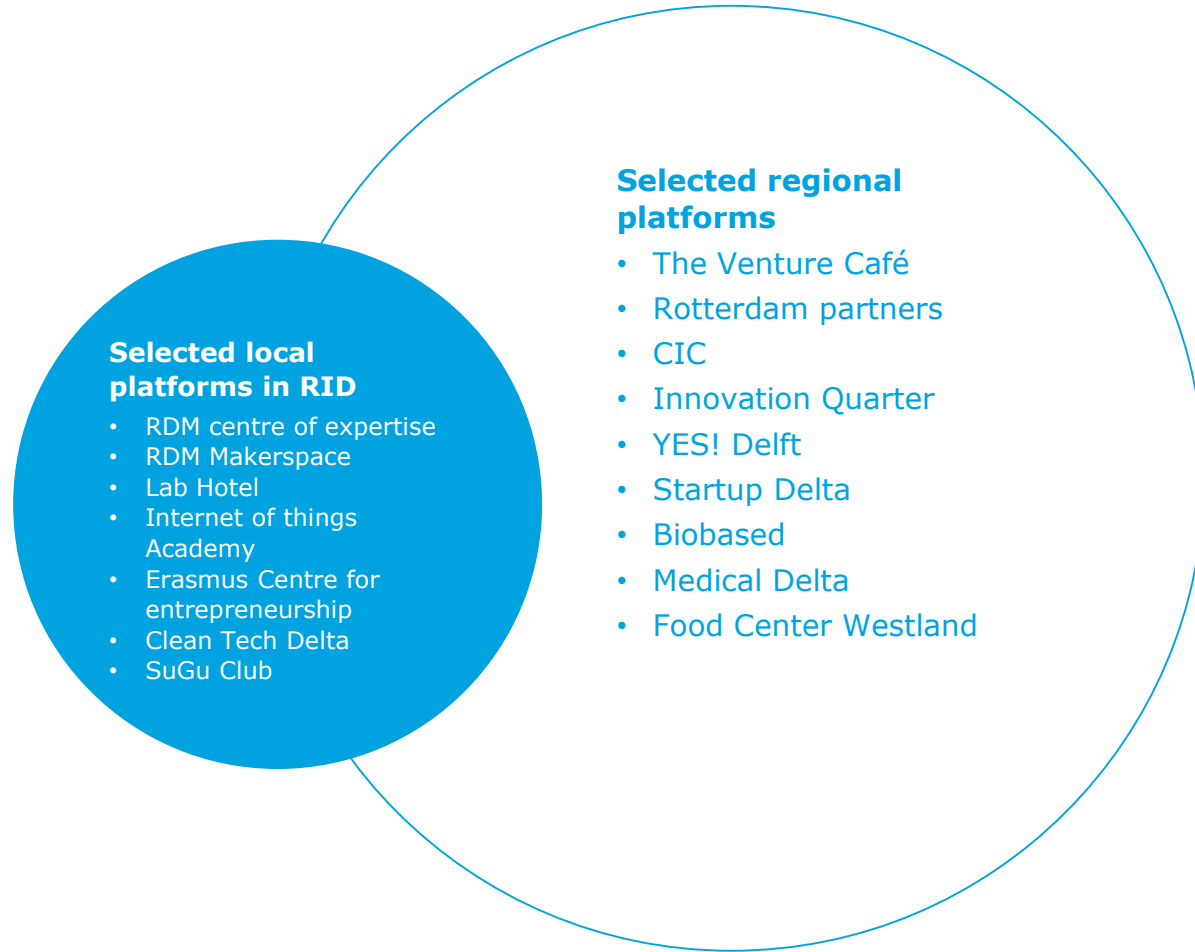 Selected local
platforms in RID
• RDM centre of expertise
• RDM Makerspace
• Lab Hotel
• Internet of things
Academy
• Erasmus Centre for
entrepreneurship
• Clean Tech Delta
• SuGu Club
Selected regional
platforms
• The Venture Café
• Rotterdam partners
• CIC
• Innovation Quarter
• YES! Delft
• Startup Delta
• Biobased
• Medical Delta
• Food Center Westland